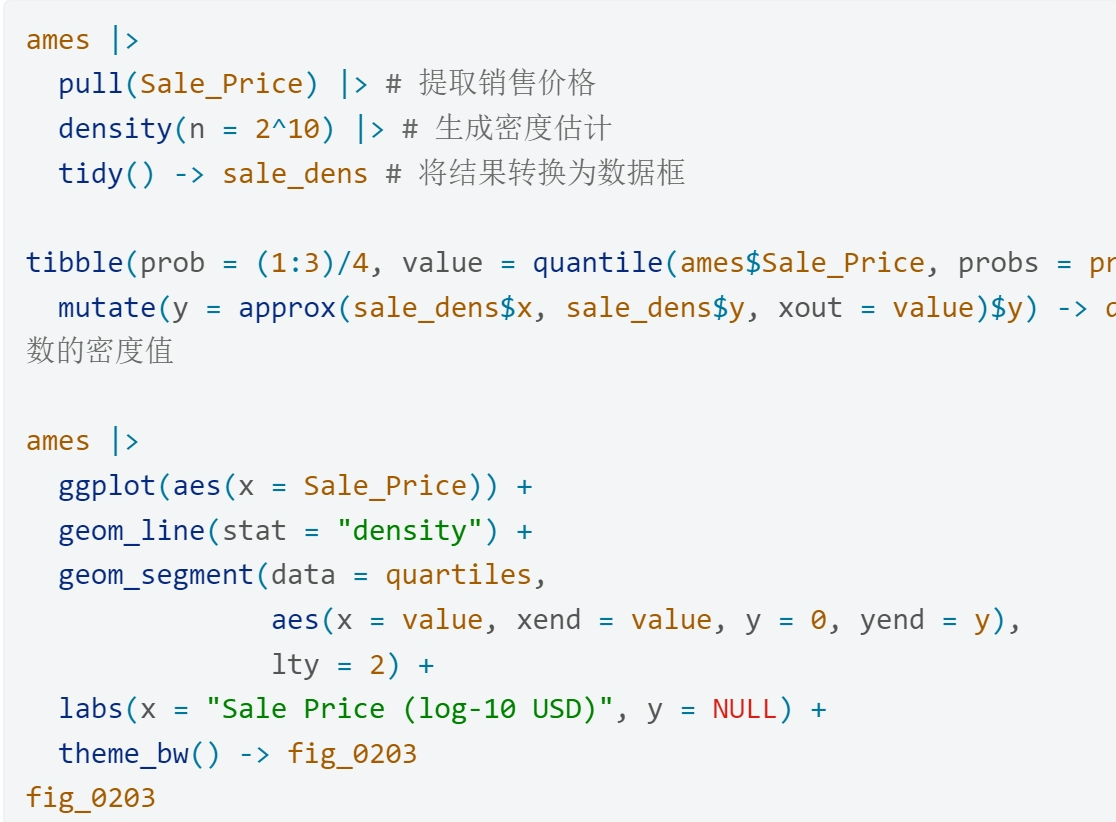 ames |>
  pull(Sale_Price) |> # 提取销售价格
  density(n = 2^10) |> # 生成密度估计
  tidy() -> sale_dens # 将结果转换为数据框

tibble(prob = (1:3)/4, value = quantile(ames$Sale_Price, probs = pr
  mutate(y = approx(sale_dens$x, sale_dens$y, xout = value)$y) -> 
数的密度值

ames |>
  ggplot(aes(x = Sale_Price)) +
  geom_line(stat = "density") +
  geom_segment(data = quartiles,
               aes(x = value, xend = value, y = 0, yend = y),
               lty = 2) +
  labs(x = "Sale Price (log-10 USD)", y = NULL) +
  theme_bw() -> fig_0203
fig_0203